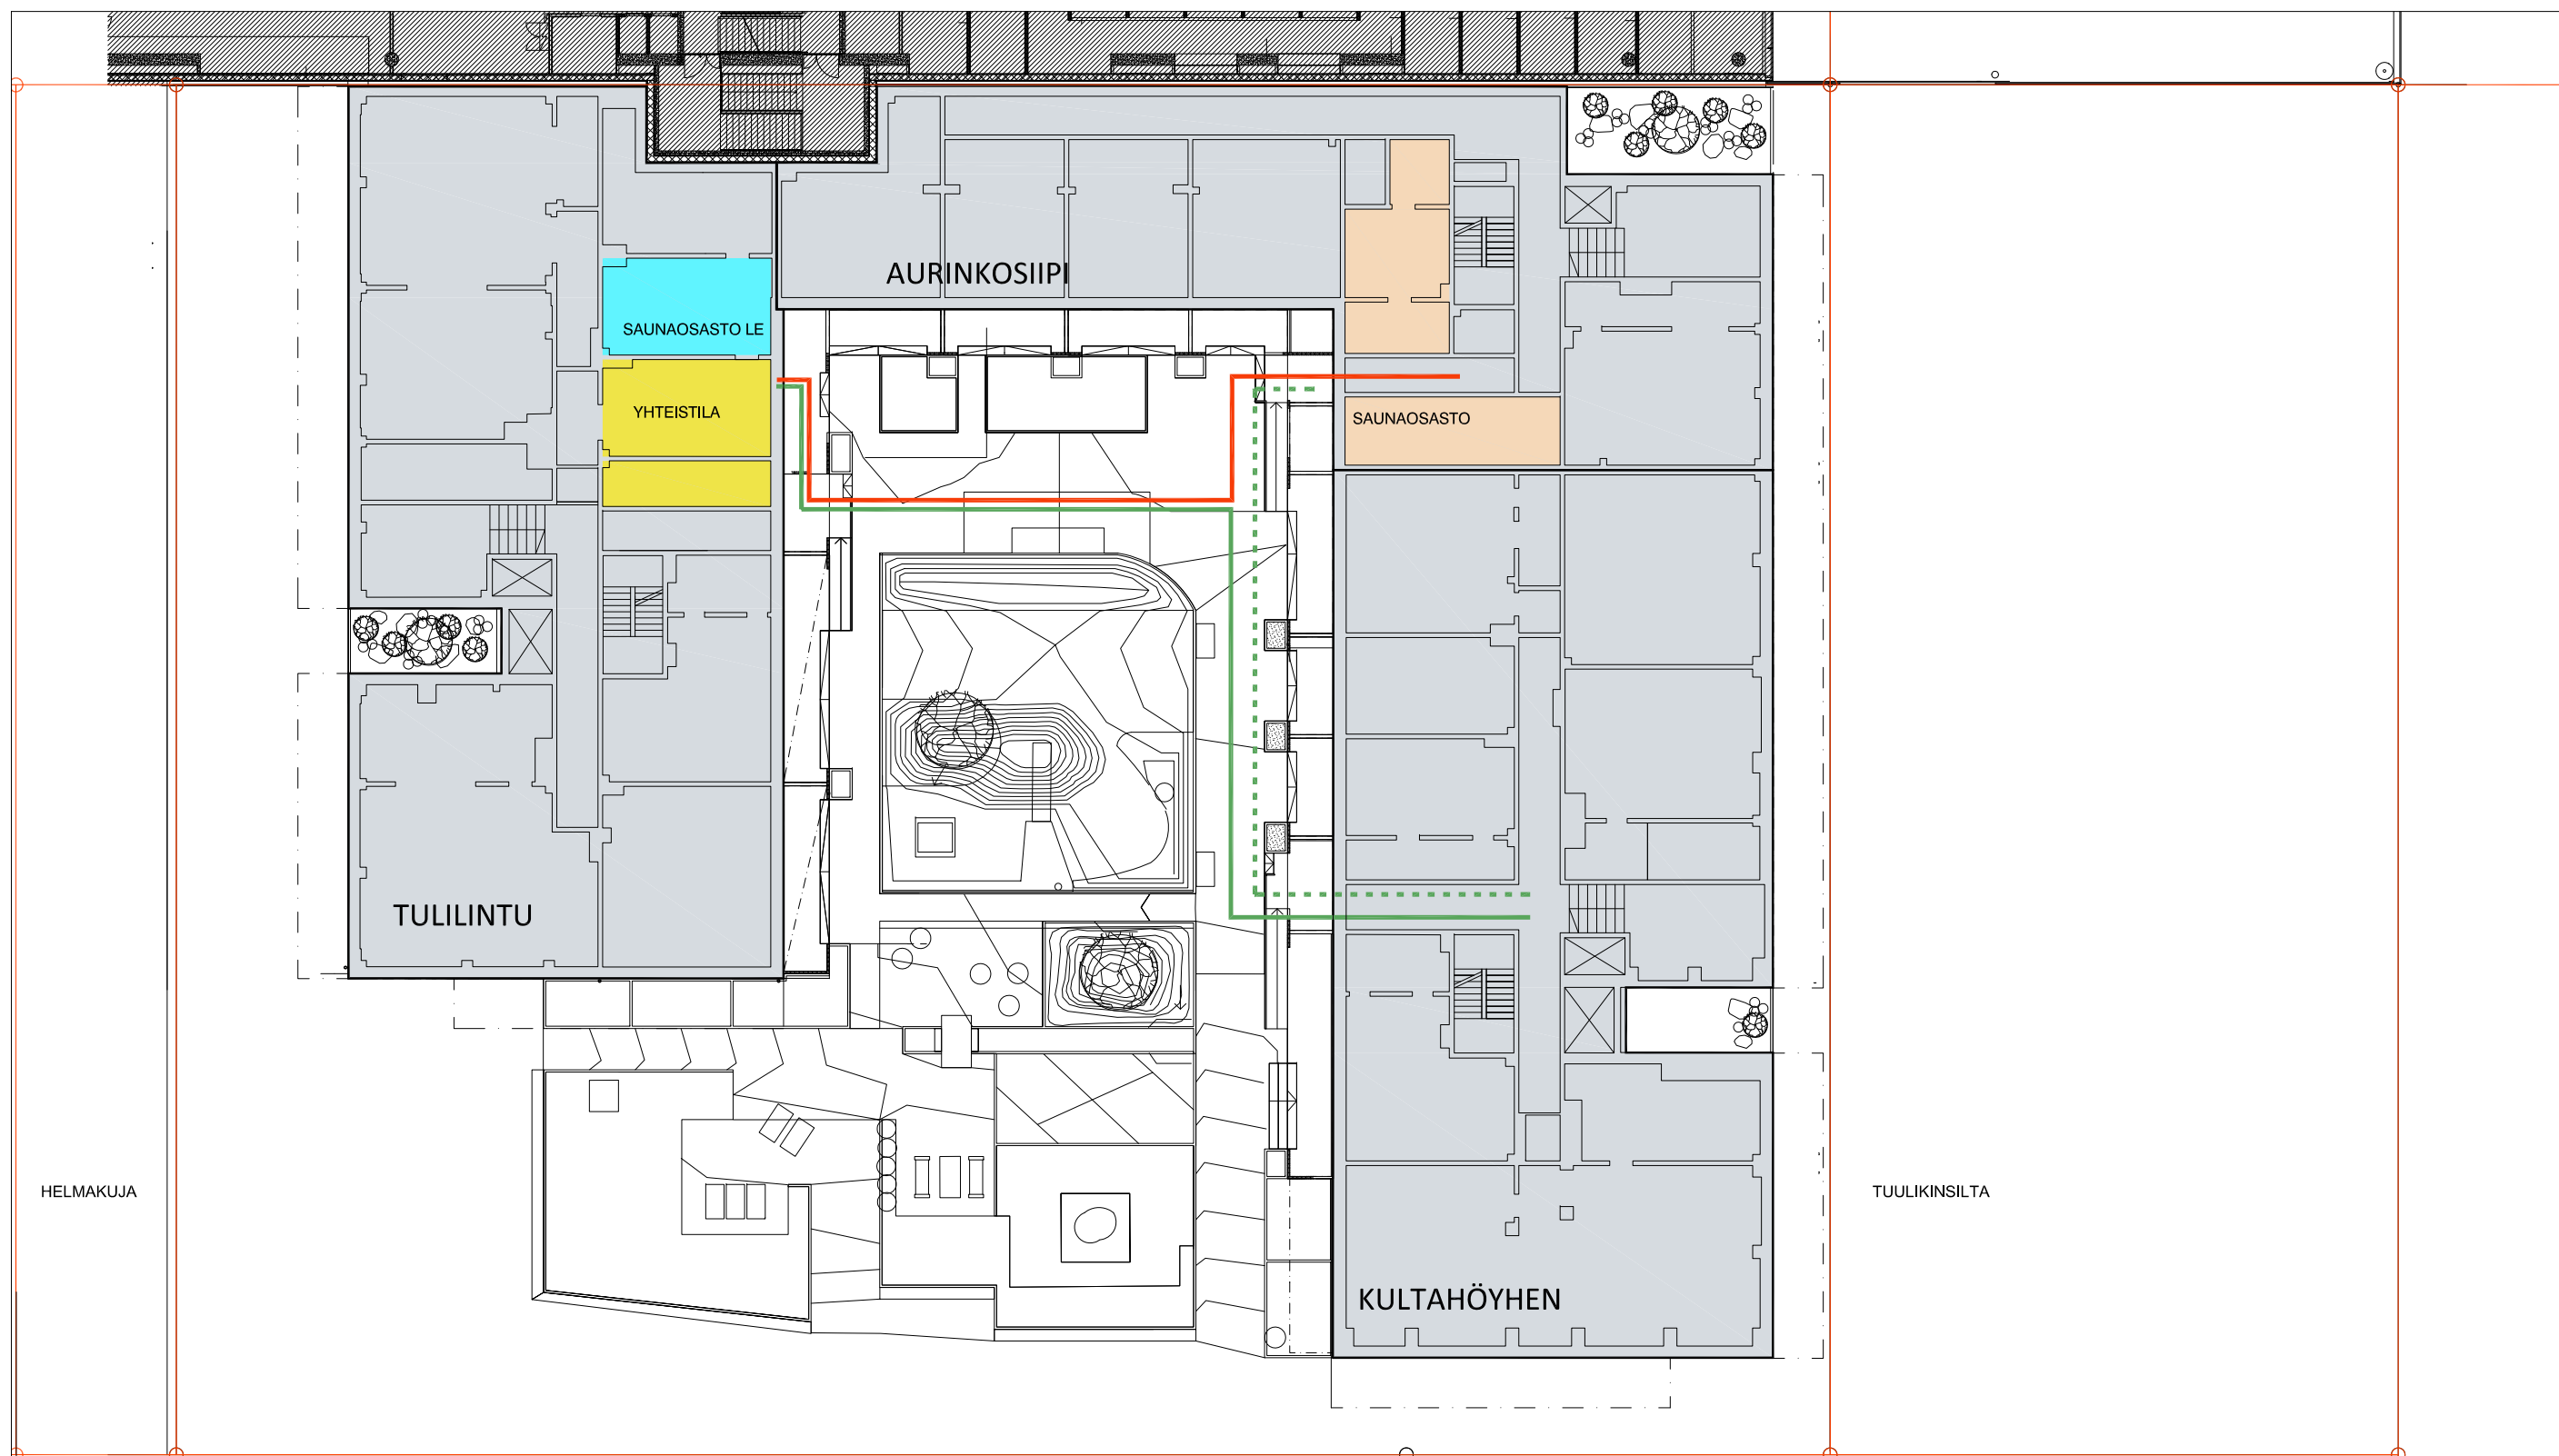 AURINKOSIIPI
SAUNAOSASTO LE
YHTEISTILA
SAUNAOSASTO
TULILINTU
HELMAKUJA
TUULIKINSILTA
KULTAHÖYHEN